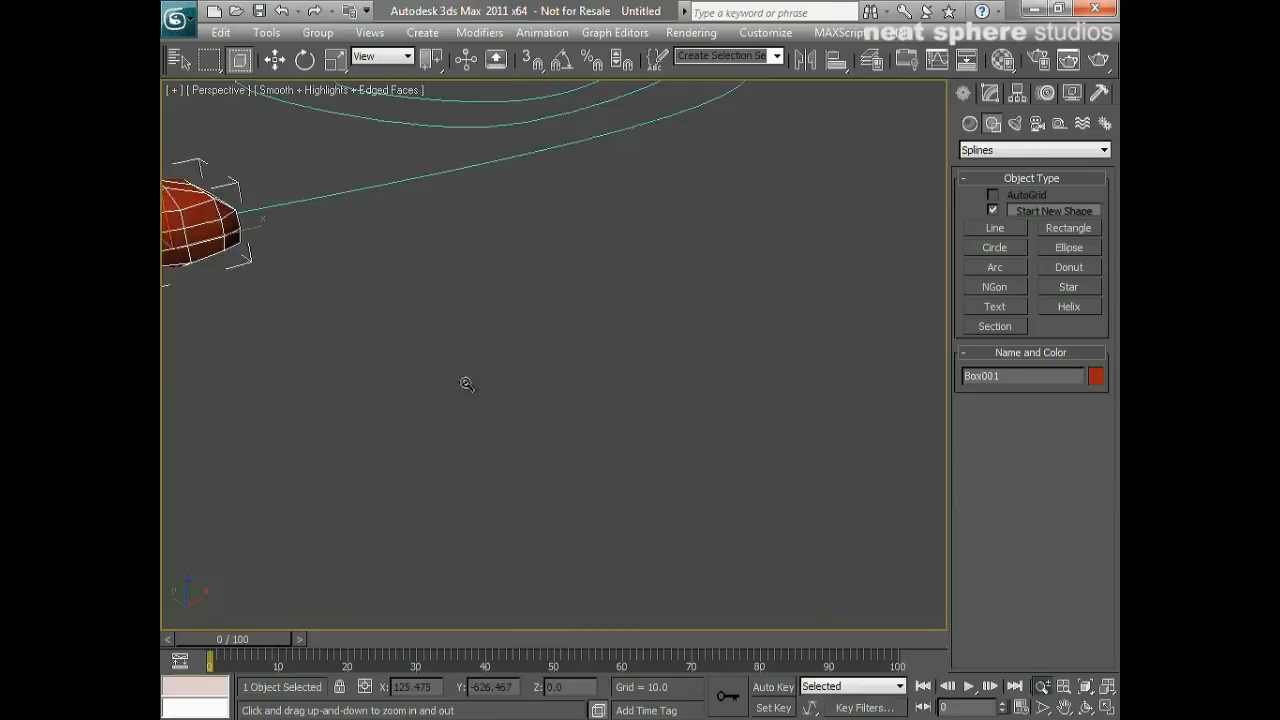 Autodesk 3ds Max 2011 x64 - Not for Resale Untitled
Type a keyword or phrase
Edit Tools Group Views Create Modifiers Animation Graph Editors Rendering Customize MAXScript
neat sphere studios
View
Create Selection Se
[ + ] [ Perspective ] [ Smooth + Highlights + Edged Faces ]
Splines
- Object Type
AutoGrid
Start New Shape
Line Rectangle
Circle Ellipse
Arc Donut
NGon Star
Text Helix
Section
- Name and Color
Box001
x
y x
< 0 / 100 >
0 10 20 30 40 50 60 70 80 90 100
1 Object Selected X: 125.475 Y: -626.467 Z: 0.0 Grid = 10.0 Auto Key Selected
Click and drag up-and-down to zoom in and out Add Time Tag Set Key Key Filters... 0